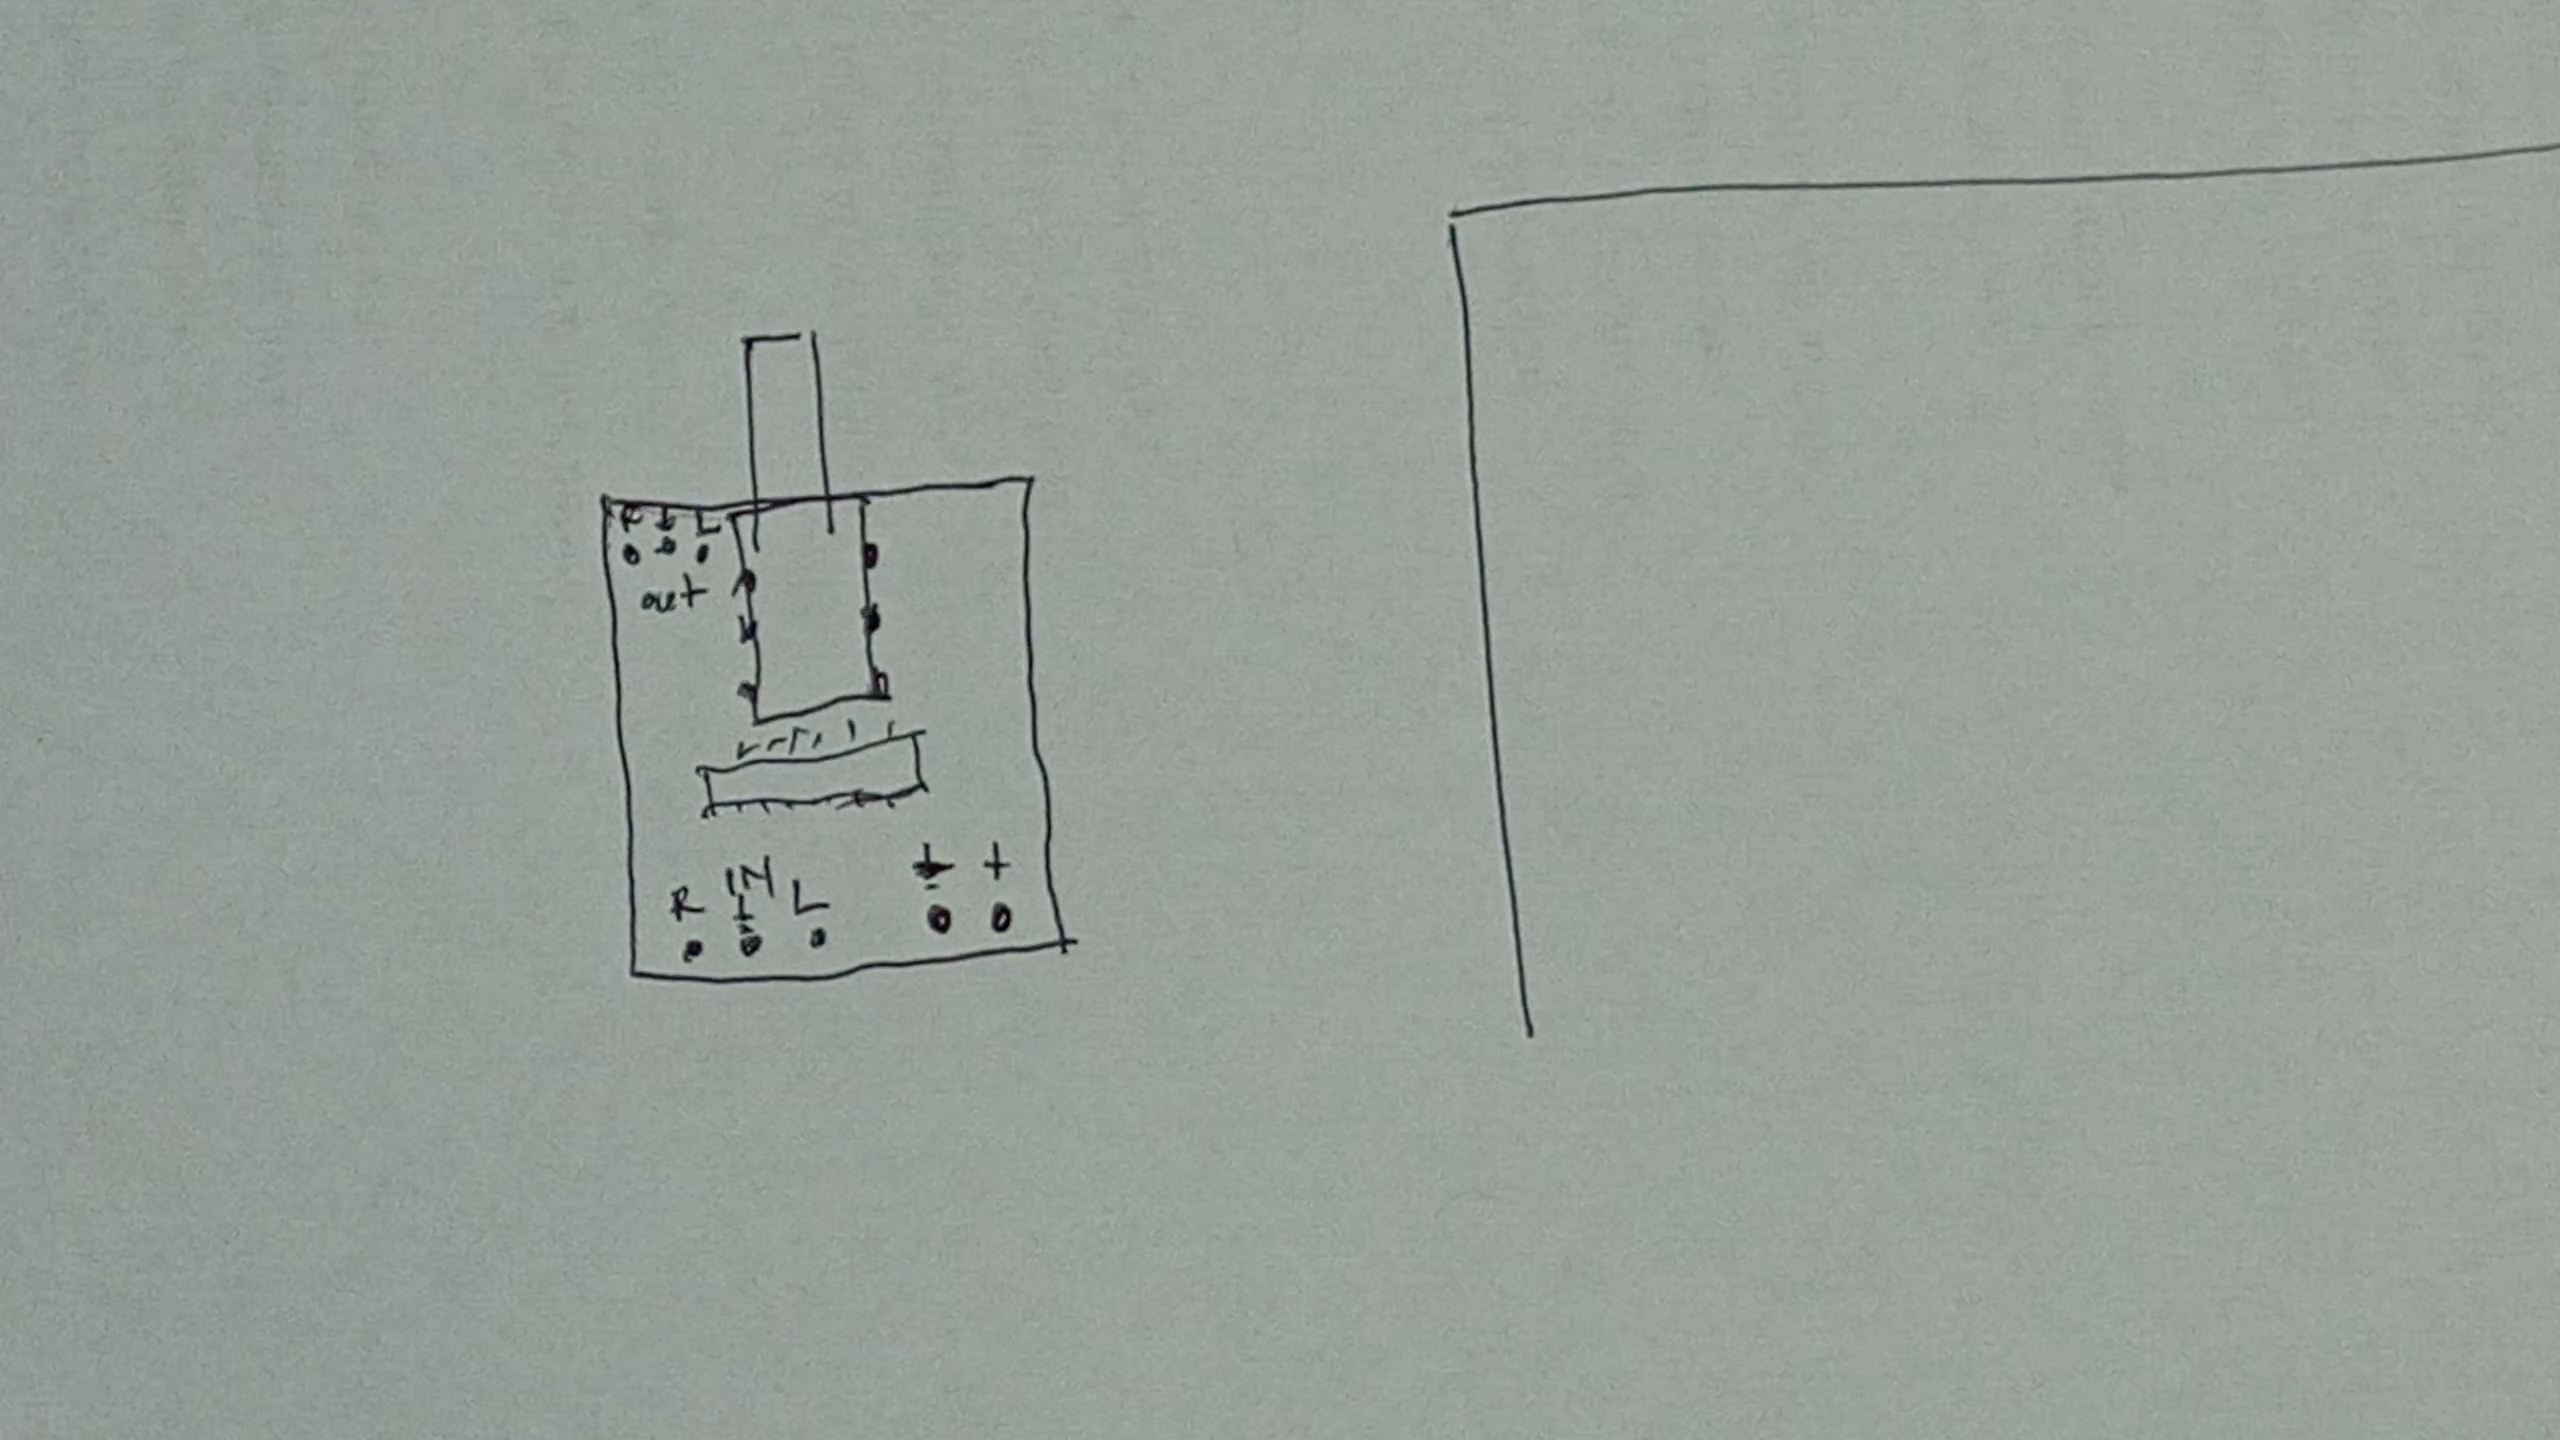 R ⏚ L
out
IN ⏚ +
R ⏚ L